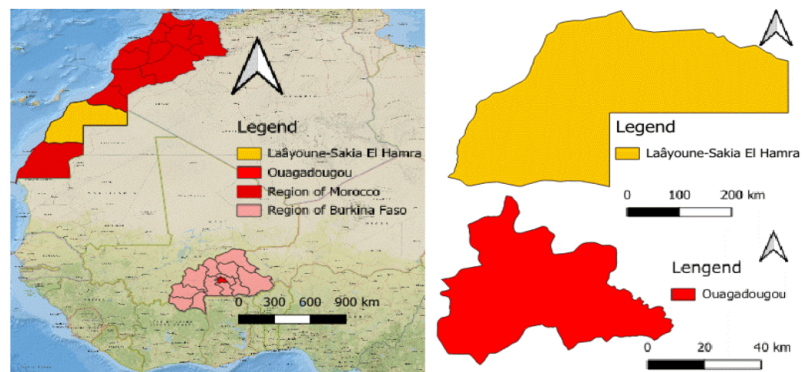 Legend
Laâyoune-Sakia El Hamra
Ouagadougou
Region of Morocco
Region of Burkina Faso
0 300 600 900 km
Legend
Laâyoune-Sakia El Hamra
0 100 200 km
Lengend
Ouagadougou
0 20 40 km